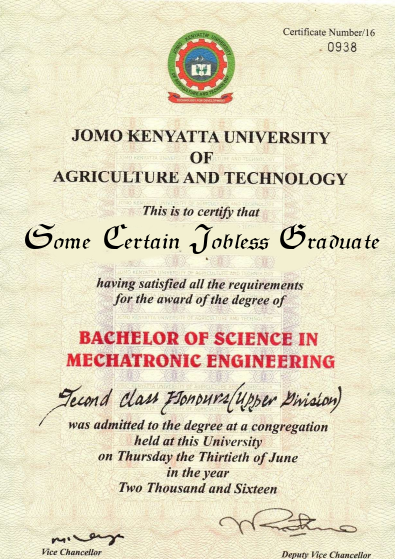 Certificate Number/16
0938
JOMO KENYATTA UNIVERSITY
OF
AGRICULTURE AND TECHNOLOGY
This is to certify that
Some Certain Jobless Graduate
having satisfied all the requirements
for the award of the degree of
BACHELOR OF SCIENCE IN
MECHATRONIC ENGINEERING
Second Class Honours (Upper Division)
was admitted to the degree at a congregation
held at this University
on Thursday the Thirtieth of June
in the year
Two Thousand and Sixteen
Vice Chancellor
Deputy Vice Chancellor